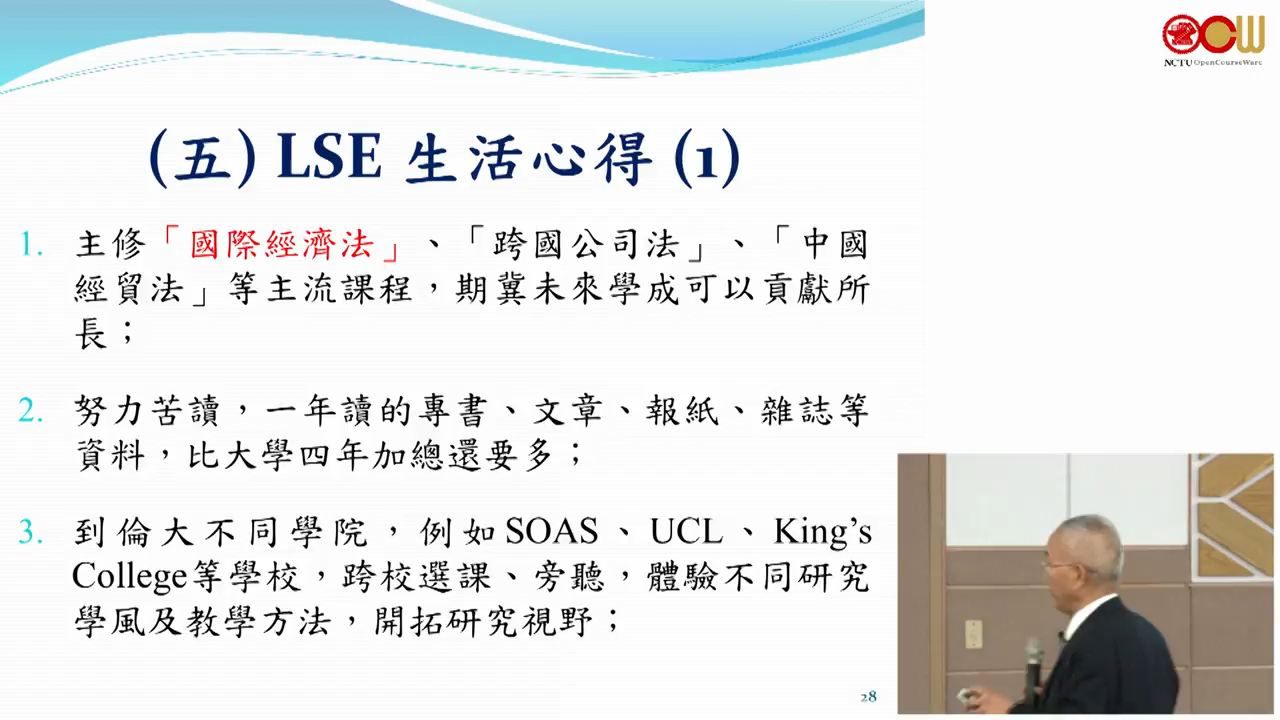 OCW
NCTU OpenCourseWare
(五) LSE 生活心得 (1)
1. 主修「國際經濟法」、「跨國公司法」、「中國
經貿法」等主流課程，期冀未來學成可以貢獻所
長；
2. 努力苦讀，一年讀的專書、文章、報紙、雜誌等
資料，比大學四年加總還要多；
3. 到倫大不同學院，例如SOAS、UCL、King's
College等學校，跨校選課、旁聽，體驗不同研究
學風及教學方法，開拓研究視野；
28